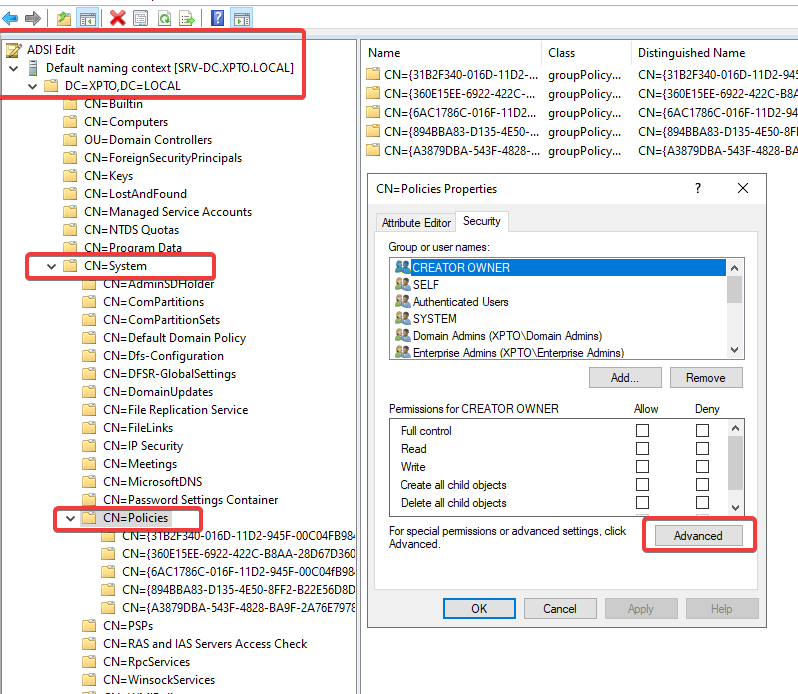 ADSI Edit
Default naming context [SRV-DC.XPTO.LOCAL]
DC=XPTO,DC=LOCAL
CN=Builtin
CN=Computers
OU=Domain Controllers
CN=ForeignSecurityPrincipals
CN=Keys
CN=LostAndFound
CN=Managed Service Accounts
CN=NTDS Quotas
CN=Program Data
CN=System
CN=AdminSDHolder
CN=ComPartitions
CN=ComPartitionSets
CN=Default Domain Policy
CN=Dfs-Configuration
CN=DFSR-GlobalSettings
CN=DomainUpdates
CN=File Replication Service
CN=FileLinks
CN=IP Security
CN=Meetings
CN=MicrosoftDNS
CN=Password Settings Container
CN=Policies
CN={31B2F340-016D-11D2-945F-00C04FB984
CN={360E15EE-6922-422C-B8AA-28D67D360
CN={6AC1786C-016F-11D2-945F-00C04fB984
CN={894BBA83-D135-4E50-8FF2-B22E56D8D
CN={A3879DBA-543F-4828-BA9F-2A76E7978
CN=PSPs
CN=RAS and IAS Servers Access Check
CN=RpcServices
CN=WinsockServices
Name Class Distinguished Name
CN={31B2F340-016D-11D2-... groupPolicy... CN={31B2F340-016D-11D2-945
CN={360E15EE-6922-422C-... groupPolicy... CN={360E15EE-6922-422C-B8A
CN={6AC1786C-016F-11D2-... groupPolicy... CN={6AC1786C-016F-11D2-945
CN={894BBA83-D135-4E50-... groupPolicy... CN={894BBA83-D135-4E50-8FF
CN={A3879DBA-543F-4828-... groupPolicy... CN={A3879DBA-543F-4828-BA
CN=Policies Properties
?
Attribute Editor Security
Group or user names:
CREATOR OWNER
SELF
Authenticated Users
SYSTEM
Domain Admins (XPTO\Domain Admins)
Enterprise Admins (XPTO\Enterprise Admins)
Add... Remove
Permissions for CREATOR OWNER Allow Deny
Full control
Read
Write
Create all child objects
Delete all child objects
For special permissions or advanced settings, click
Advanced.
Advanced
OK Cancel Apply Help